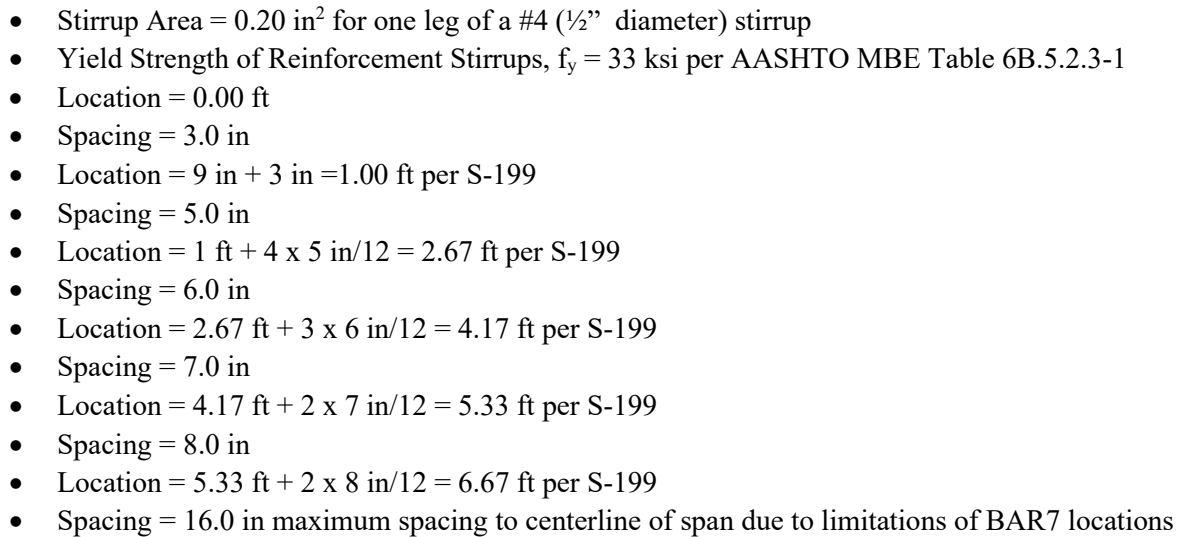 • Stirrup Area = 0.20 in² for one leg of a #4 (½”  diameter) stirrup
• Yield Strength of Reinforcement Stirrups, fy = 33 ksi per AASHTO MBE Table 6B.5.2.3-1
• Location = 0.00 ft
• Spacing = 3.0 in
• Location = 9 in + 3 in =1.00 ft per S-199
• Spacing = 5.0 in
• Location = 1 ft + 4 x 5 in/12 = 2.67 ft per S-199
• Spacing = 6.0 in
• Location = 2.67 ft + 3 x 6 in/12 = 4.17 ft per S-199
• Spacing = 7.0 in
• Location = 4.17 ft + 2 x 7 in/12 = 5.33 ft per S-199
• Spacing = 8.0 in
• Location = 5.33 ft + 2 x 8 in/12 = 6.67 ft per S-199
• Spacing = 16.0 in maximum spacing to centerline of span due to limitations of BAR7 locations